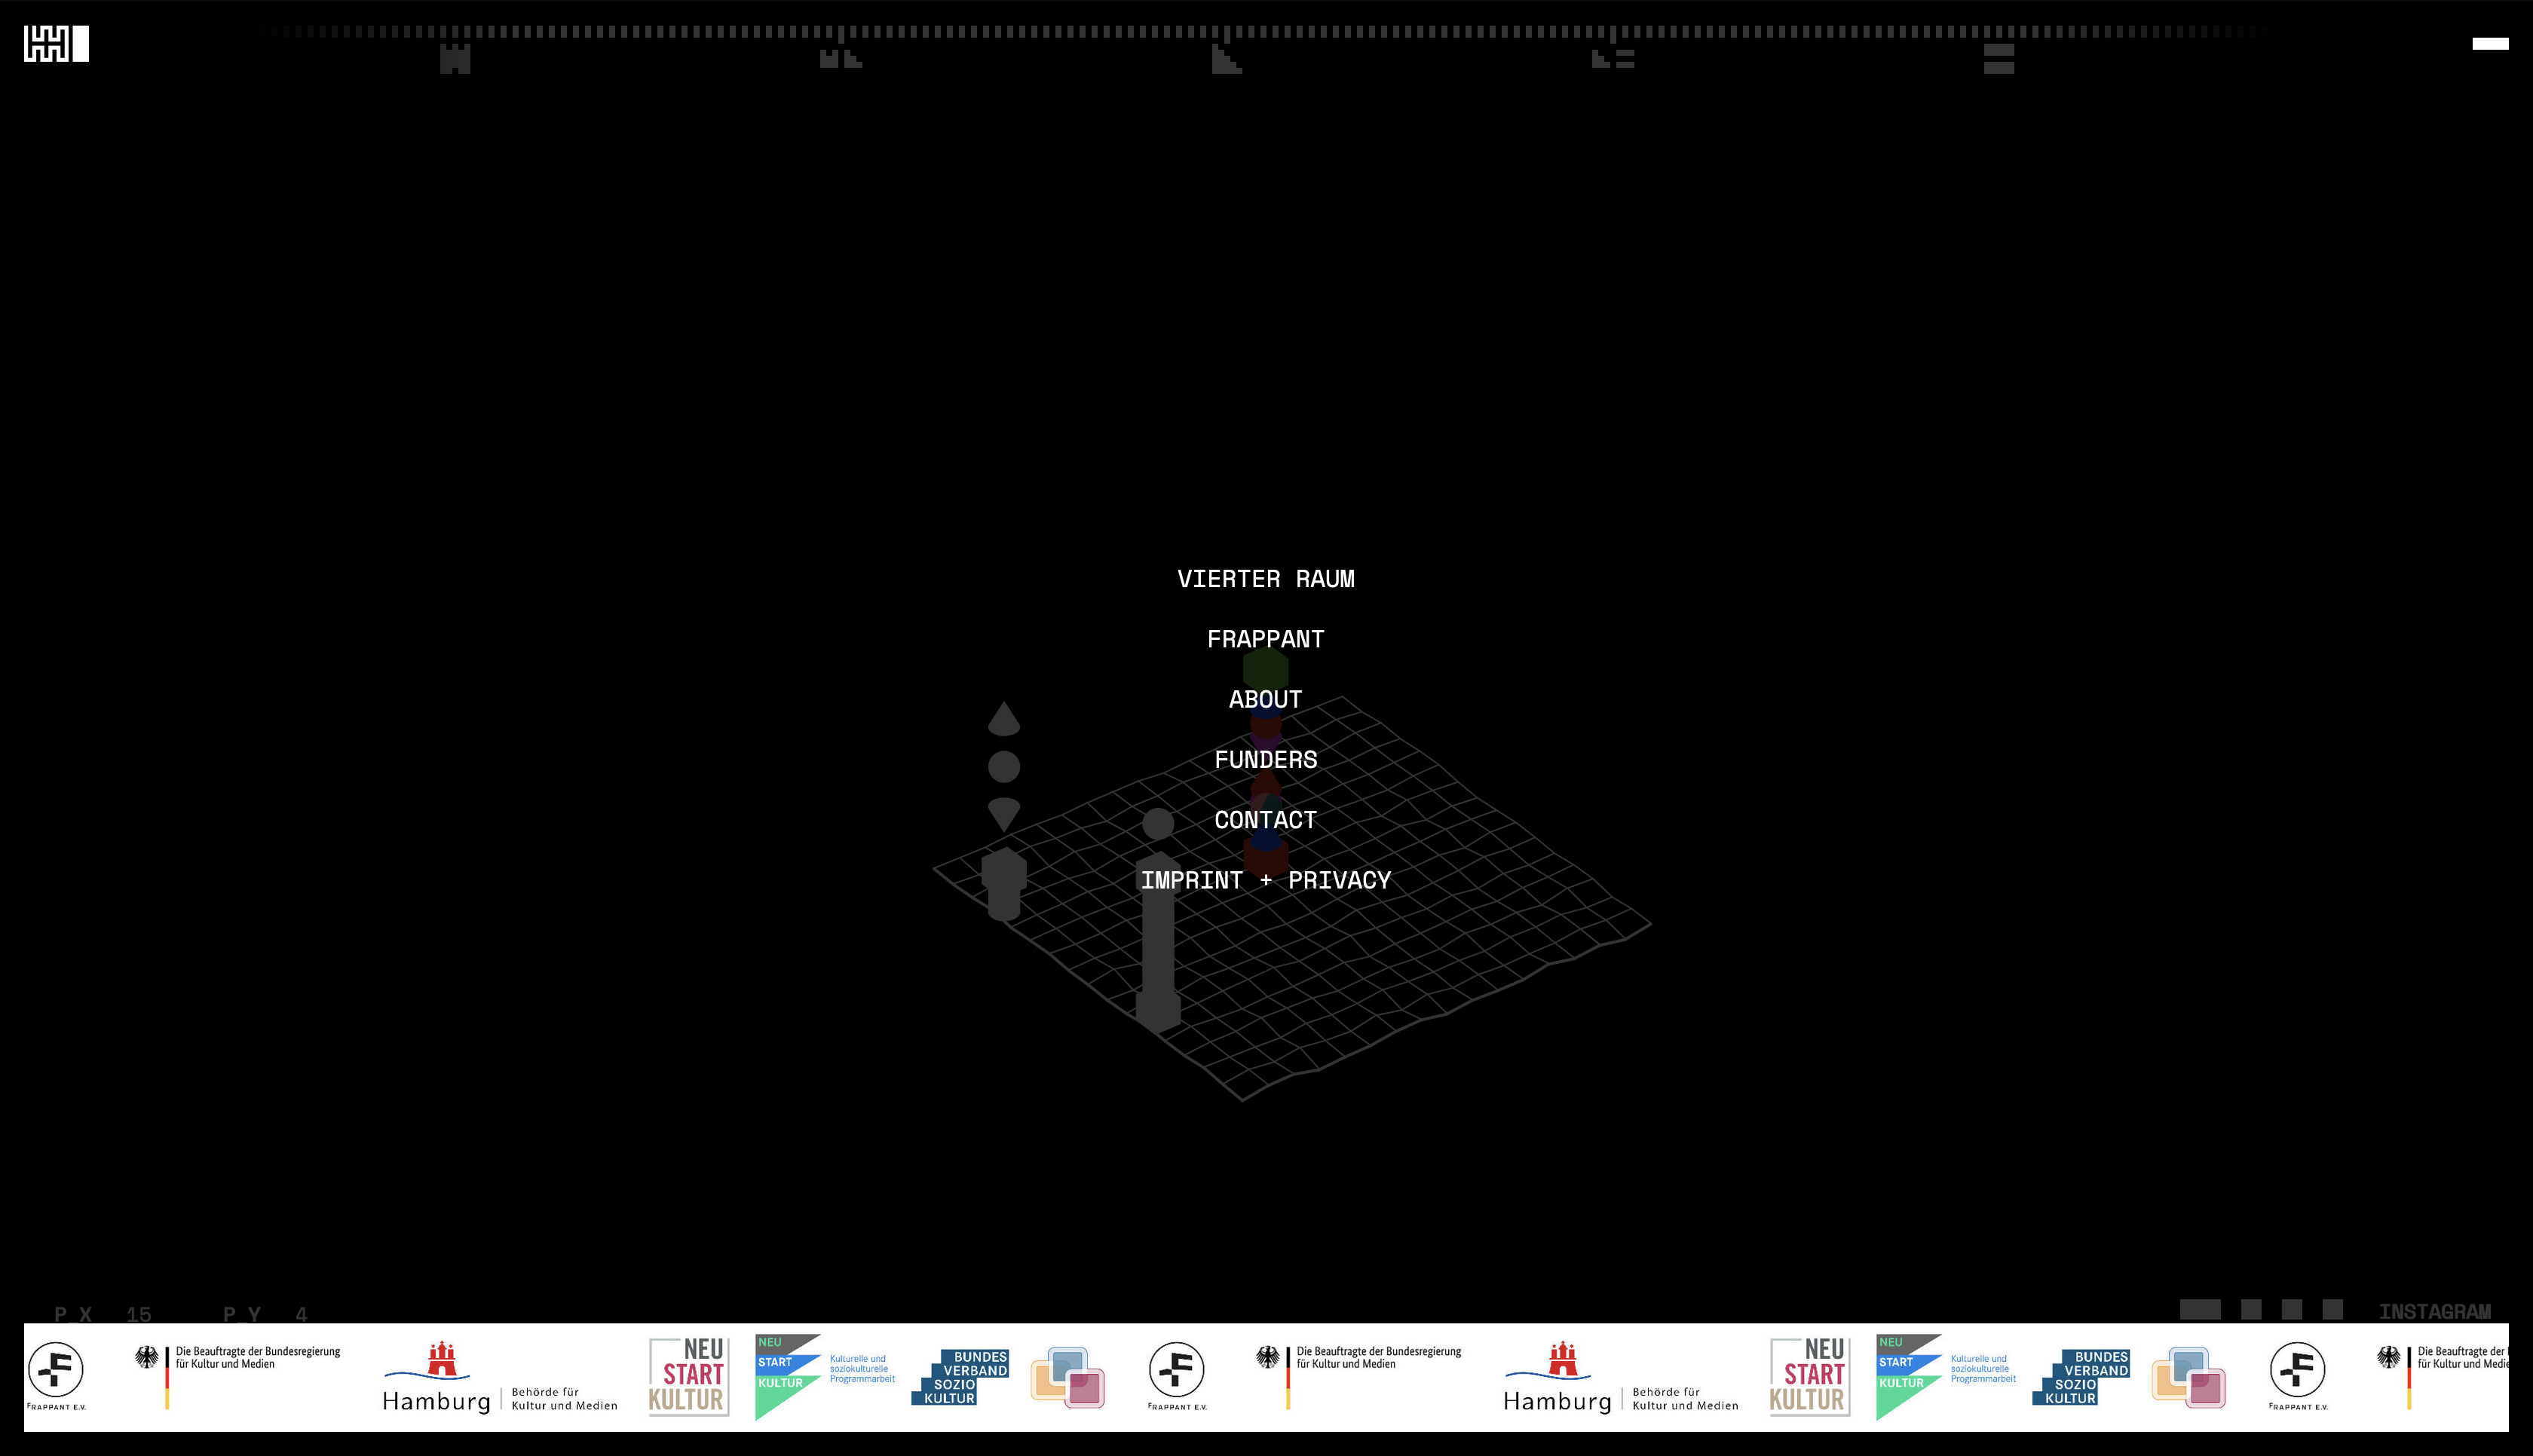 VIERTER RAUM
FRAPPANT
ABOUT
FUNDERS
CONTACT
IMPRINT + PRIVACY
P_X 15 P_Y 4
INSTAGRAM
FRAPPANT E.V.
Die Beauftragte der Bundesregierung
für Kultur und Medien
Hamburg
Behörde für
Kultur und Medien
NEU
START
KULTUR
NEU
START
KULTUR
Kulturelle und
soziokulturelle
Programmarbeit
BUNDES
VERBAND
SOZIO
KULTUR
FRAPPANT E.V.
Die Beauftragte der Bundesregierung
für Kultur und Medien
Hamburg
Behörde für
Kultur und Medien
NEU
START
KULTUR
NEU
START
KULTUR
Kulturelle und
soziokulturelle
Programmarbeit
BUNDES
VERBAND
SOZIO
KULTUR
FRAPPANT E.V.
Die Beauftragte der
für Kultur und Medie